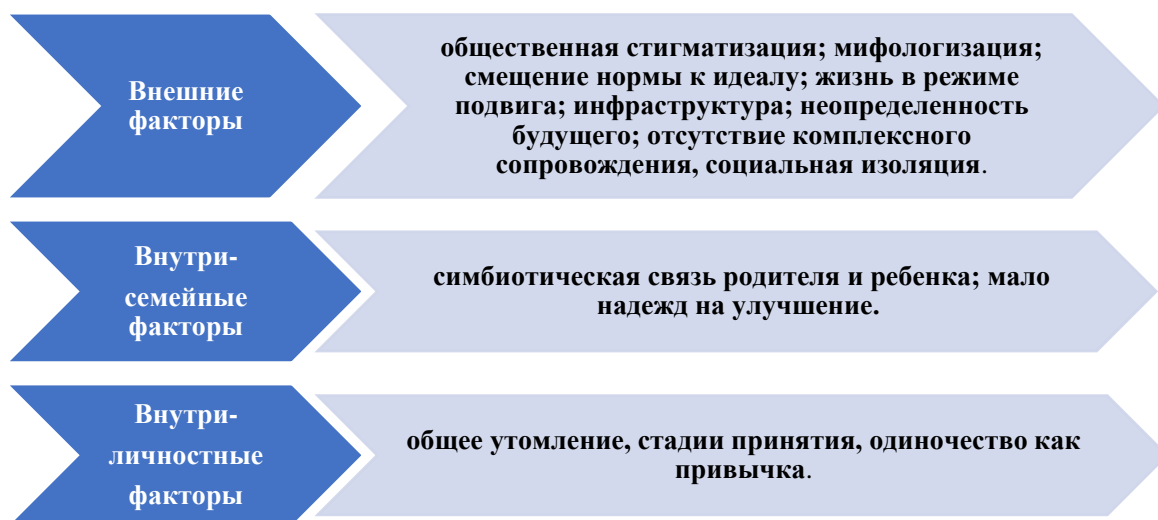 Внешние
факторы
общественная стигматизация; мифологизация;
смещение нормы к идеалу; жизнь в режиме
подвига; инфраструктура; неопределенность
будущего; отсутствие комплексного
сопровождения, социальная изоляция.
Внутри-
семейные
факторы
симбиотическая связь родителя и ребенка; мало
надежд на улучшение.
Внутри-
личностные
факторы
общее утомление, стадии принятия, одиночество как
привычка.